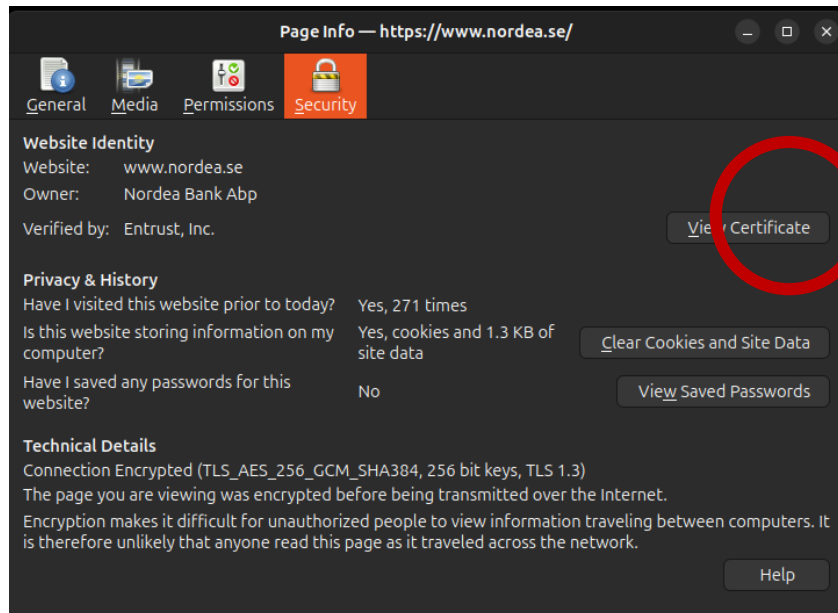 Page Info — https://www.nordea.se/
General Media Permissions Security
Website Identity
Website: www.nordea.se
Owner: Nordea Bank Abp
Verified by: Entrust, Inc.
View Certificate
Privacy & History
Have I visited this website prior to today? Yes, 271 times
Is this website storing information on my
computer?
Yes, cookies and 1.3 KB of
site data
Clear Cookies and Site Data
Have I saved any passwords for this
website?
No
View Saved Passwords
Technical Details
Connection Encrypted (TLS_AES_256_GCM_SHA384, 256 bit keys, TLS 1.3)
The page you are viewing was encrypted before being transmitted over the Internet.
Encryption makes it difficult for unauthorized people to view information traveling between computers. It
is therefore unlikely that anyone read this page as it traveled across the network.
Help